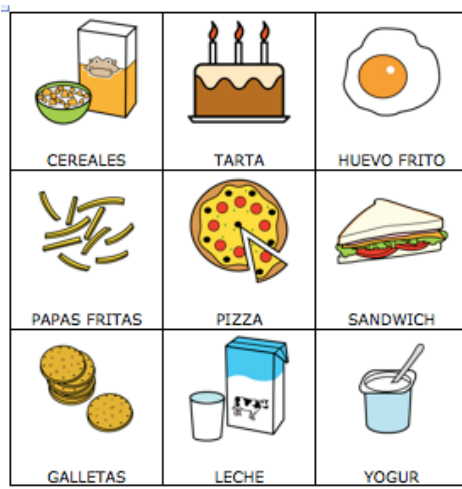 CEREALES
TARTA
HUEVO FRITO
PAPAS FRITAS
PIZZA
SANDWICH
GALLETAS
LECHE
YOGUR